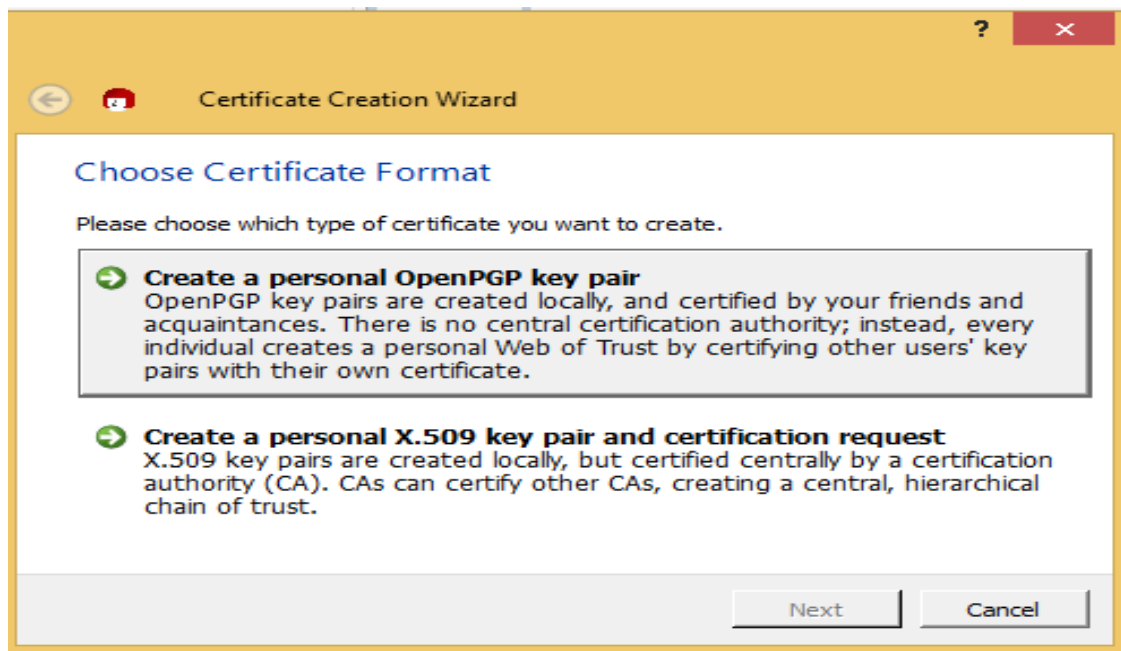 ?
Certificate Creation Wizard
Choose Certificate Format
Please choose which type of certificate you want to create.
Create a personal OpenPGP key pair
OpenPGP key pairs are created locally, and certified by your friends and
acquaintances. There is no central certification authority; instead, every
individual creates a personal Web of Trust by certifying other users' key
pairs with their own certificate.
Create a personal X.509 key pair and certification request
X.509 key pairs are created locally, but certified centrally by a certification
authority (CA). CAs can certify other CAs, creating a central, hierarchical
chain of trust.
Next Cancel